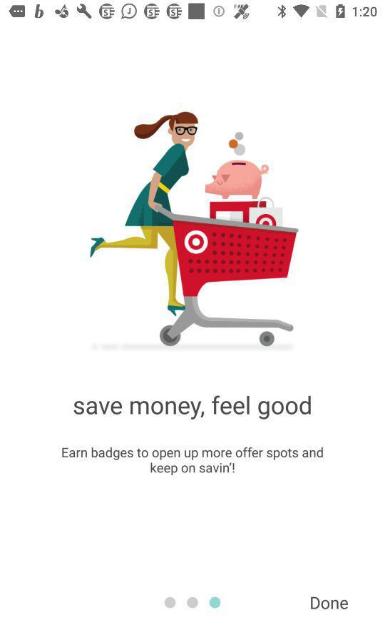 1:20
save money, feel good
Earn badges to open up more offer spots and
keep on savin'!
Done